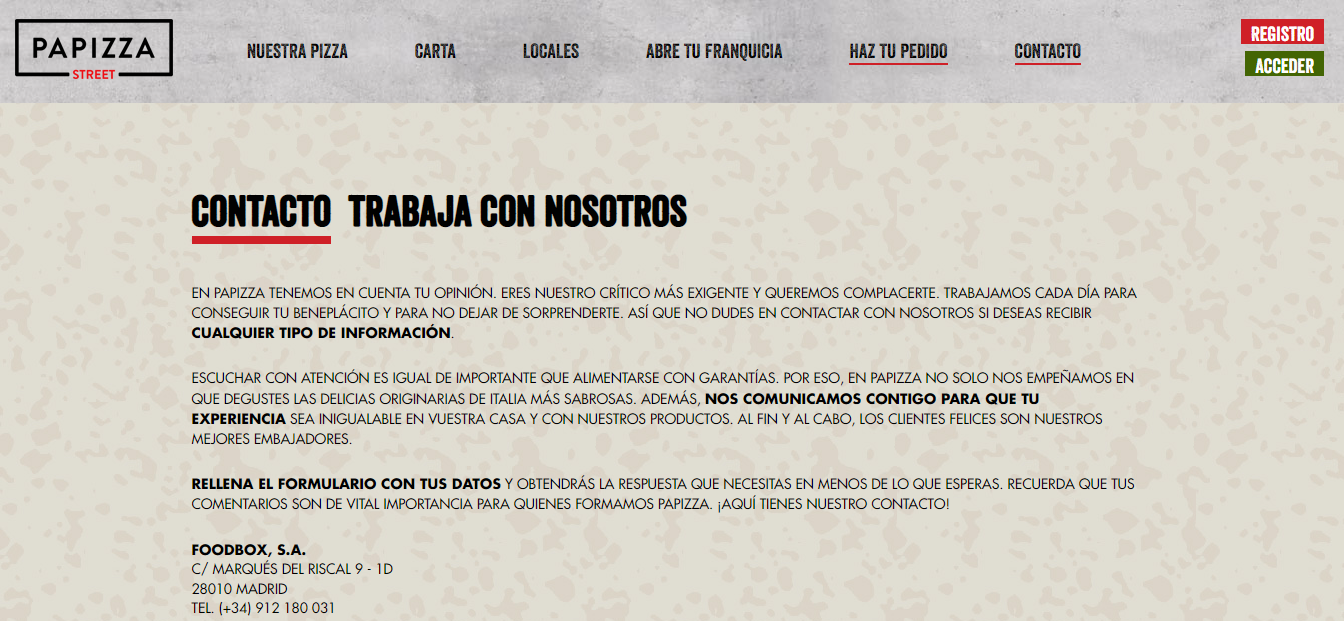 PAPIZZA
STREET
NUESTRA PIZZA
CARTA
LOCALES
ABRE TU FRANQUICIA
HAZ TU PEDIDO
CONTACTO
REGISTRO
ACCEDER
CONTACTO TRABAJA CON NOSOTROS
EN PAPIZZA TENEMOS EN CUENTA TU OPINIÓN. ERES NUESTRO CRÍTICO MÁS EXIGENTE Y QUEREMOS COMPLACERTE. TRABAJAMOS CADA DÍA PARA
CONSEGUIR TU BENEPLÁCITO Y PARA NO DEJAR DE SORPRENDERTE. ASÍ QUE NO DUDES EN CONTACTAR CON NOSOTROS SI DESEAS RECIBIR
CUALQUIER TIPO DE INFORMACIÓN.
ESCUCHAR CON ATENCIÓN ES IGUAL DE IMPORTANTE QUE ALIMENTARSE CON GARANTÍAS. POR ESO, EN PAPIZZA NO SOLO NOS EMPEÑAMOS EN
QUE DEGUSTES LAS DELICIAS ORIGINARIAS DE ITALIA MÁS SABROSAS. ADEMÁS, NOS COMUNICAMOS CONTIGO PARA QUE TU
EXPERIENCIA SEA INIGUALABLE EN VUESTRA CASA Y CON NUESTROS PRODUCTOS. AL FIN Y AL CABO, LOS CLIENTES FELICES SON NUESTROS
MEJORES EMBAJADORES.
RELLENA EL FORMULARIO CON TUS DATOS Y OBTENDRÁS LA RESPUESTA QUE NECESITAS EN MENOS DE LO QUE ESPERAS. RECUERDA QUE TUS
COMENTARIOS SON DE VITAL IMPORTANCIA PARA QUIENES FORMAMOS PAPIZZA. ¡AQUÍ TIENES NUESTRO CONTACTO!
FOODBOX, S.A.
C/ MARQUÉS DEL RISCAL 9 - 1D
28010 MADRID
TEL. (+34) 912 180 031